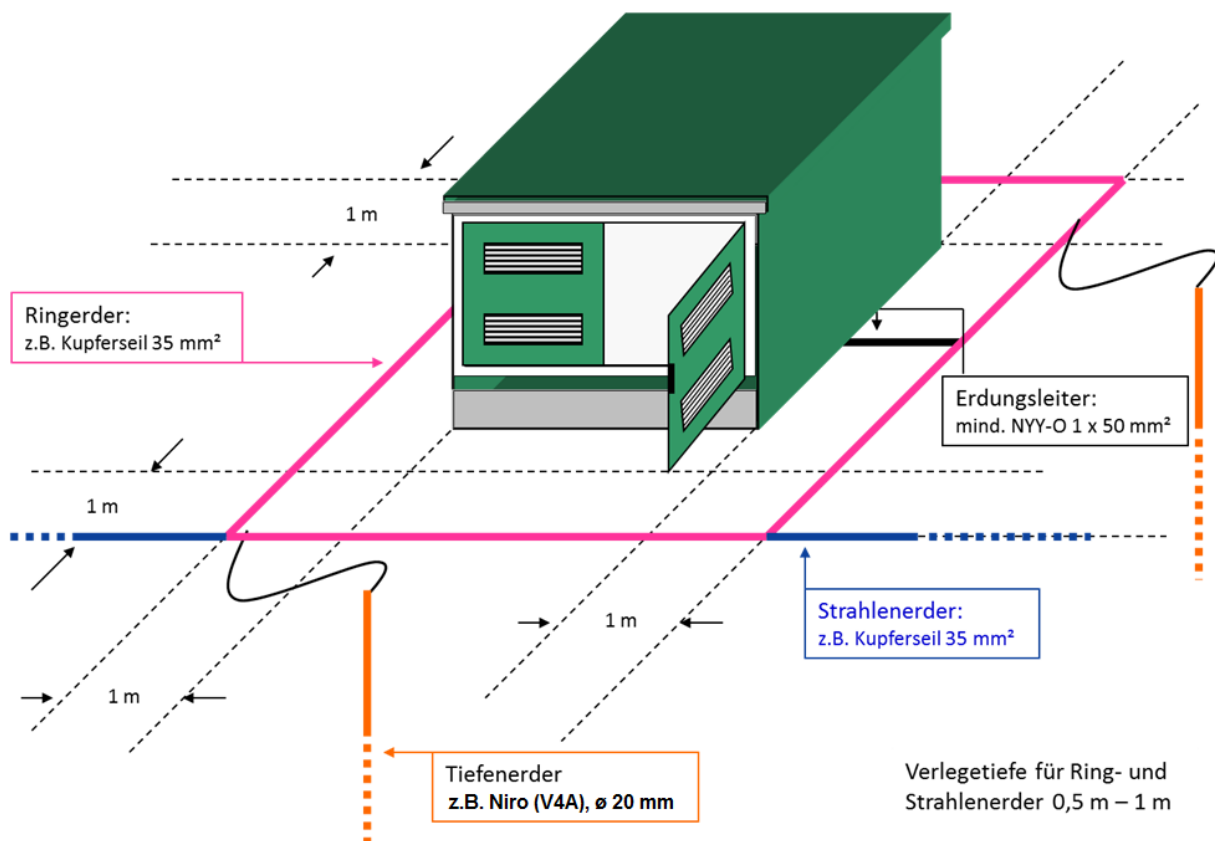 1 m
Ringerder:
z.B. Kupferseil 35 mm²
Erdungsleiter:
mind. NYY-O 1 x 50 mm²
1 m
Strahlenerder:
z.B. Kupferseil 35 mm²
1 m
1 m
Tiefenerder
z.B. Niro (V4A), ø 20 mm
Verlegetiefe für Ring- und
Strahlenerder 0,5 m – 1 m